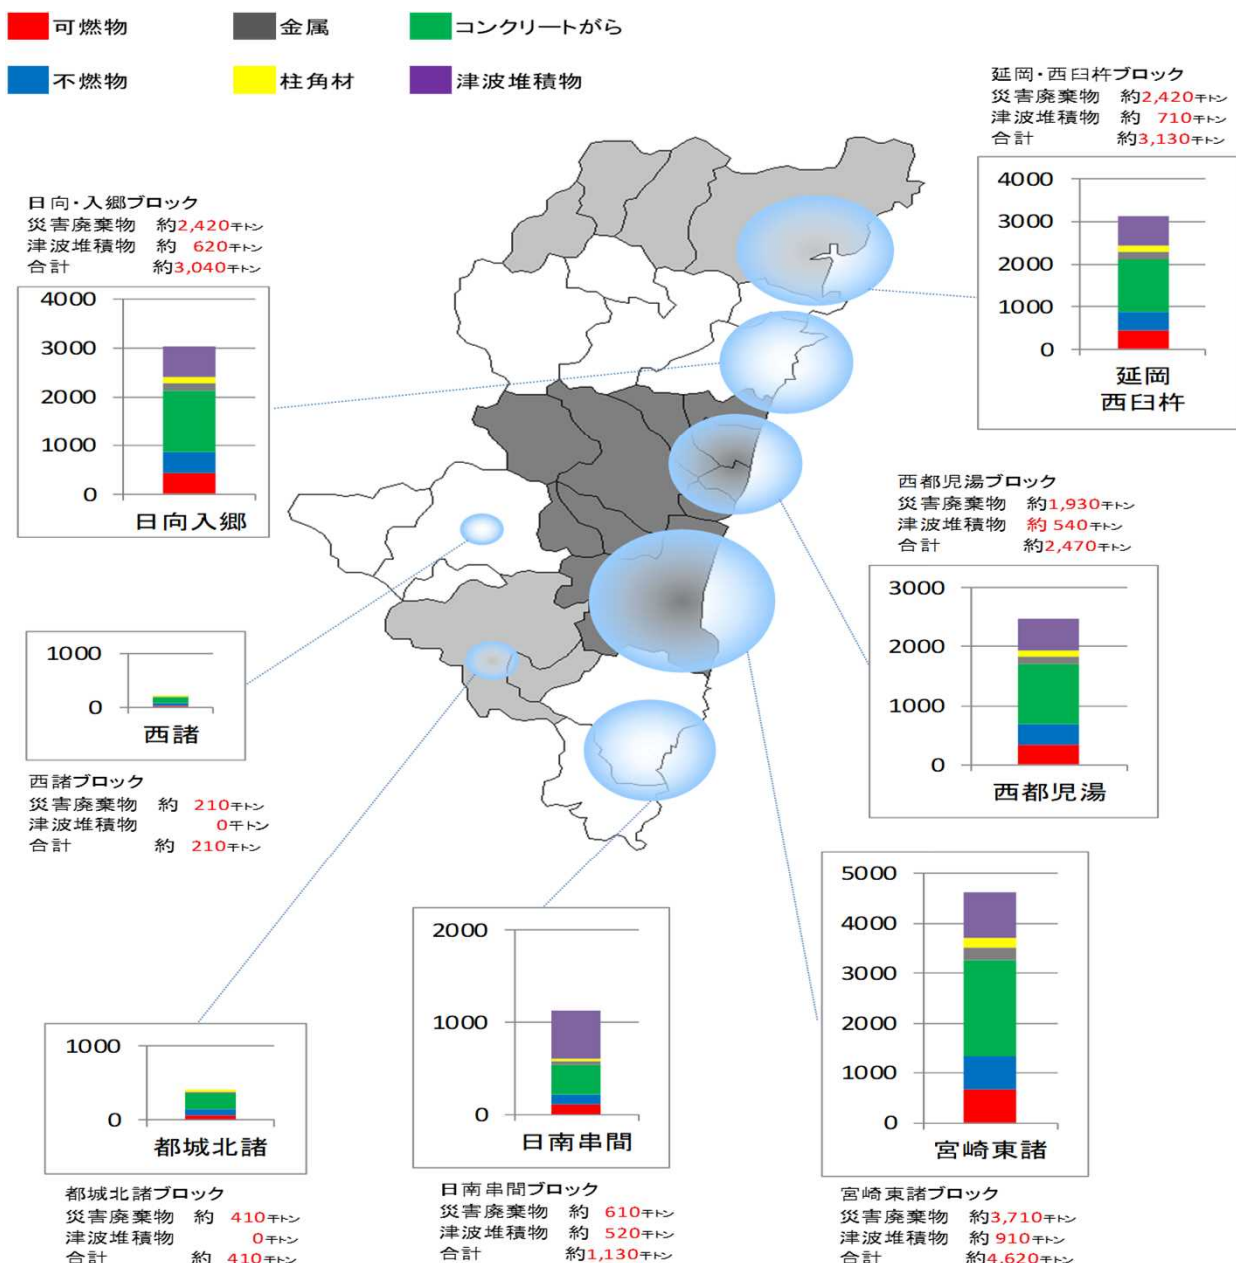 可燃物 金属 コンクリートがら
不燃物 柱角材 津波堆積物
延岡・西臼杵ブロック
災害廃棄物 約2,420千トン
津波堆積物 約 710千トン
合計 約3,130千トン
4000
3000
2000
1000
0
延岡
西臼杵
日向・入郷ブロック
災害廃棄物 約2,420千トン
津波堆積物 約 620千トン
合計 約3,040千トン
4000
3000
2000
1000
0
日向入郷
西都児湯ブロック
災害廃棄物 約1,930千トン
津波堆積物 約 540千トン
合計 約2,470千トン
3000
2000
1000
0
西都児湯
1000
0
西諸
西諸ブロック
災害廃棄物 約 210千トン
津波堆積物 0千トン
合計 約 210千トン
5000
4000
3000
2000
1000
0
宮崎東諸
宮崎東諸ブロック
災害廃棄物 約3,710千トン
津波堆積物 約 910千トン
合計 約4,620千トン
2000
1000
0
日南串間
日南串間ブロック
災害廃棄物 約 610千トン
津波堆積物 約 520千トン
合計 約1,130千トン
1000
0
都城北諸
都城北諸ブロック
災害廃棄物 約 410千トン
津波堆積物 0千トン
合計 約 410千トン